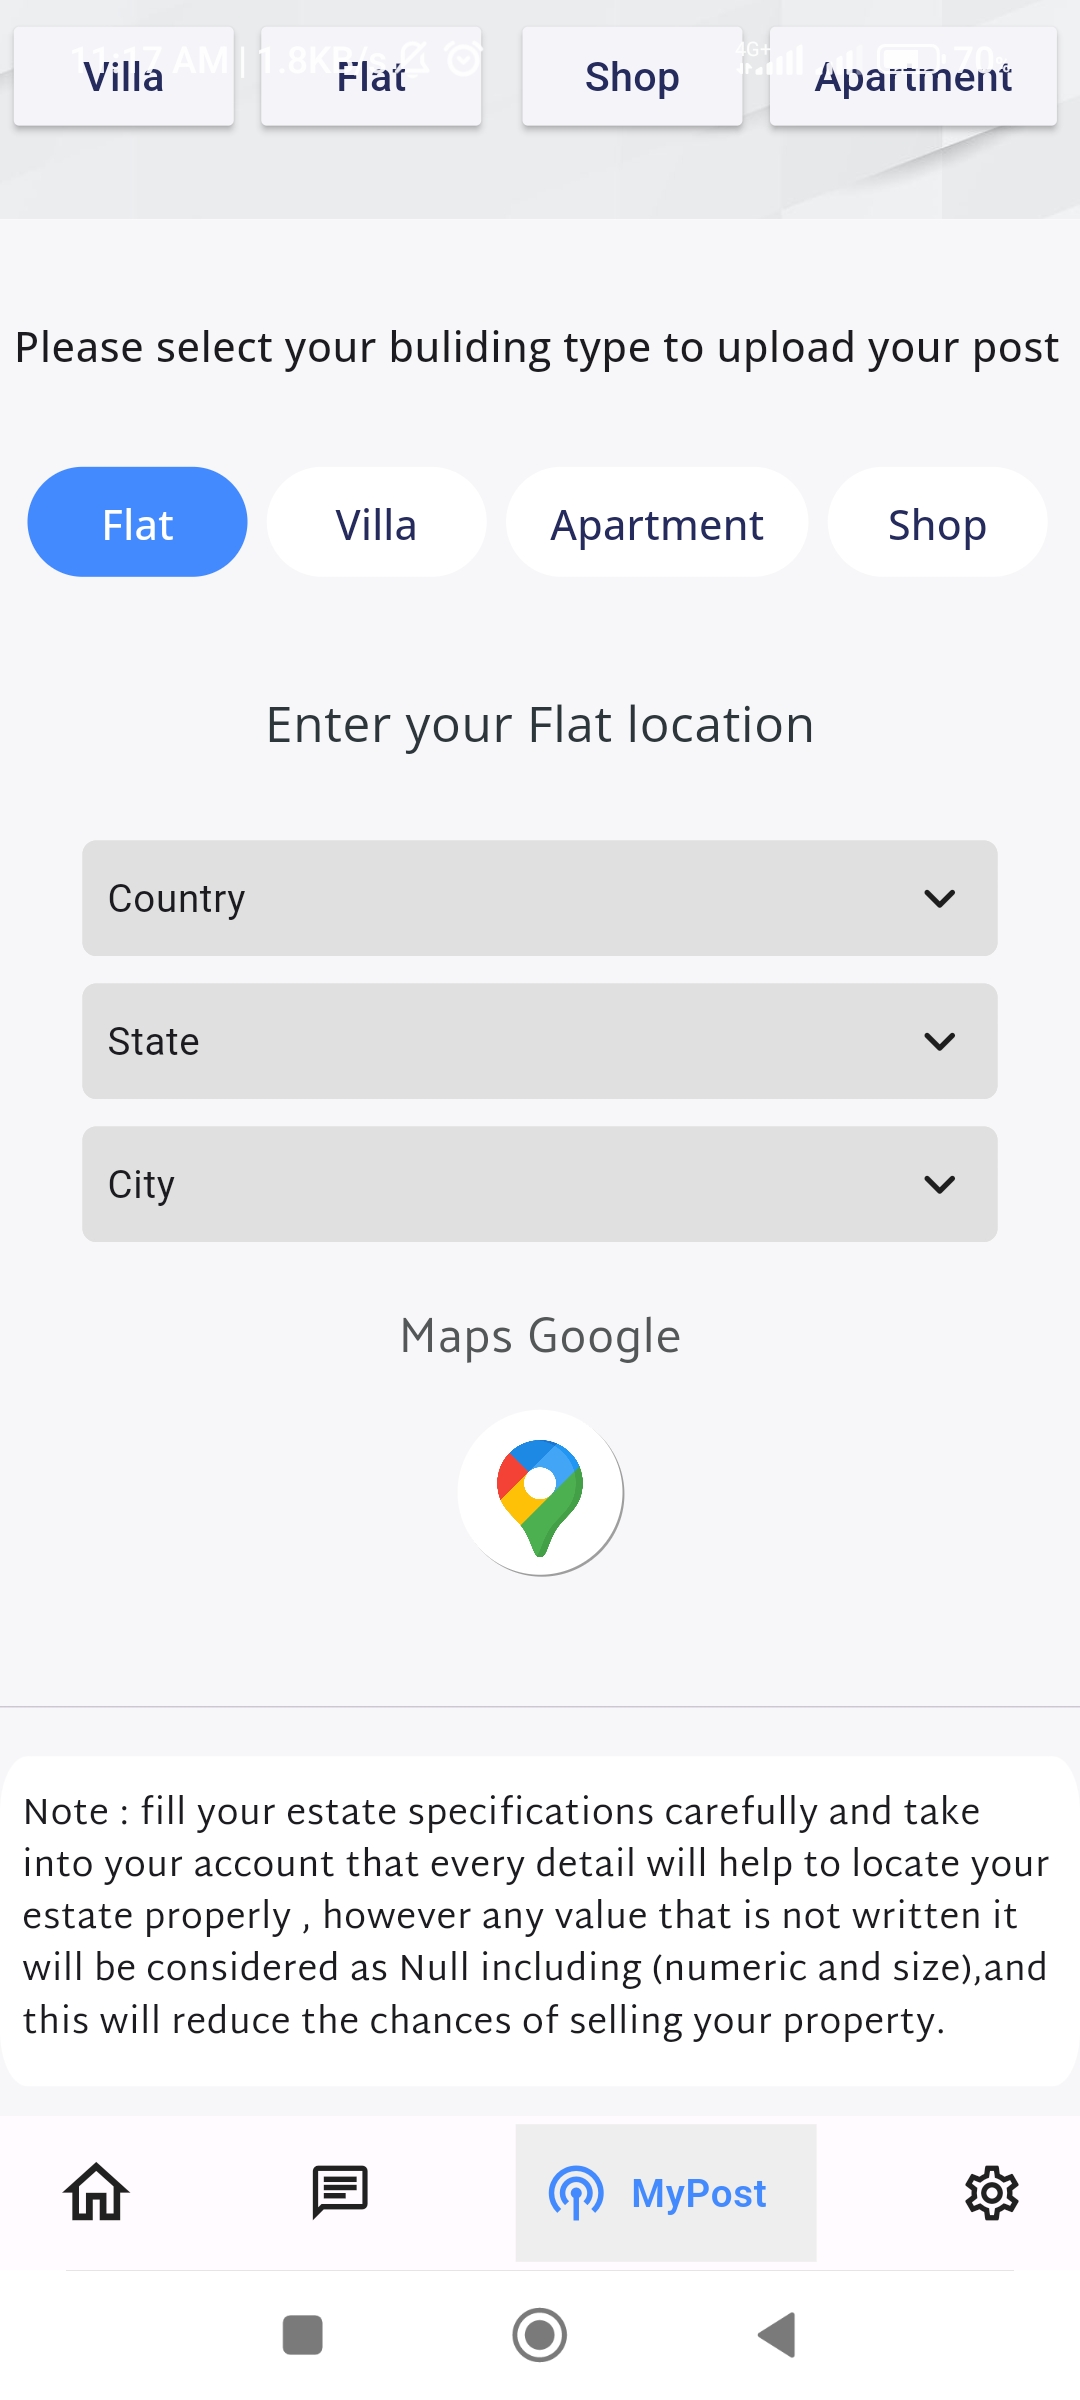 11:17 AM | 1.8KB/s 4G+ 70%
Villa Flat Shop Apartment
Please select your buliding type to upload your post
Flat Villa Apartment Shop
Enter your Flat location
Country
State
City
Maps Google
Note : fill your estate specifications carefully and take
into your account that every detail will help to locate your
estate properly , however any value that is not written it
will be considered as Null including (numeric and size),and
this will reduce the chances of selling your property.
MyPost